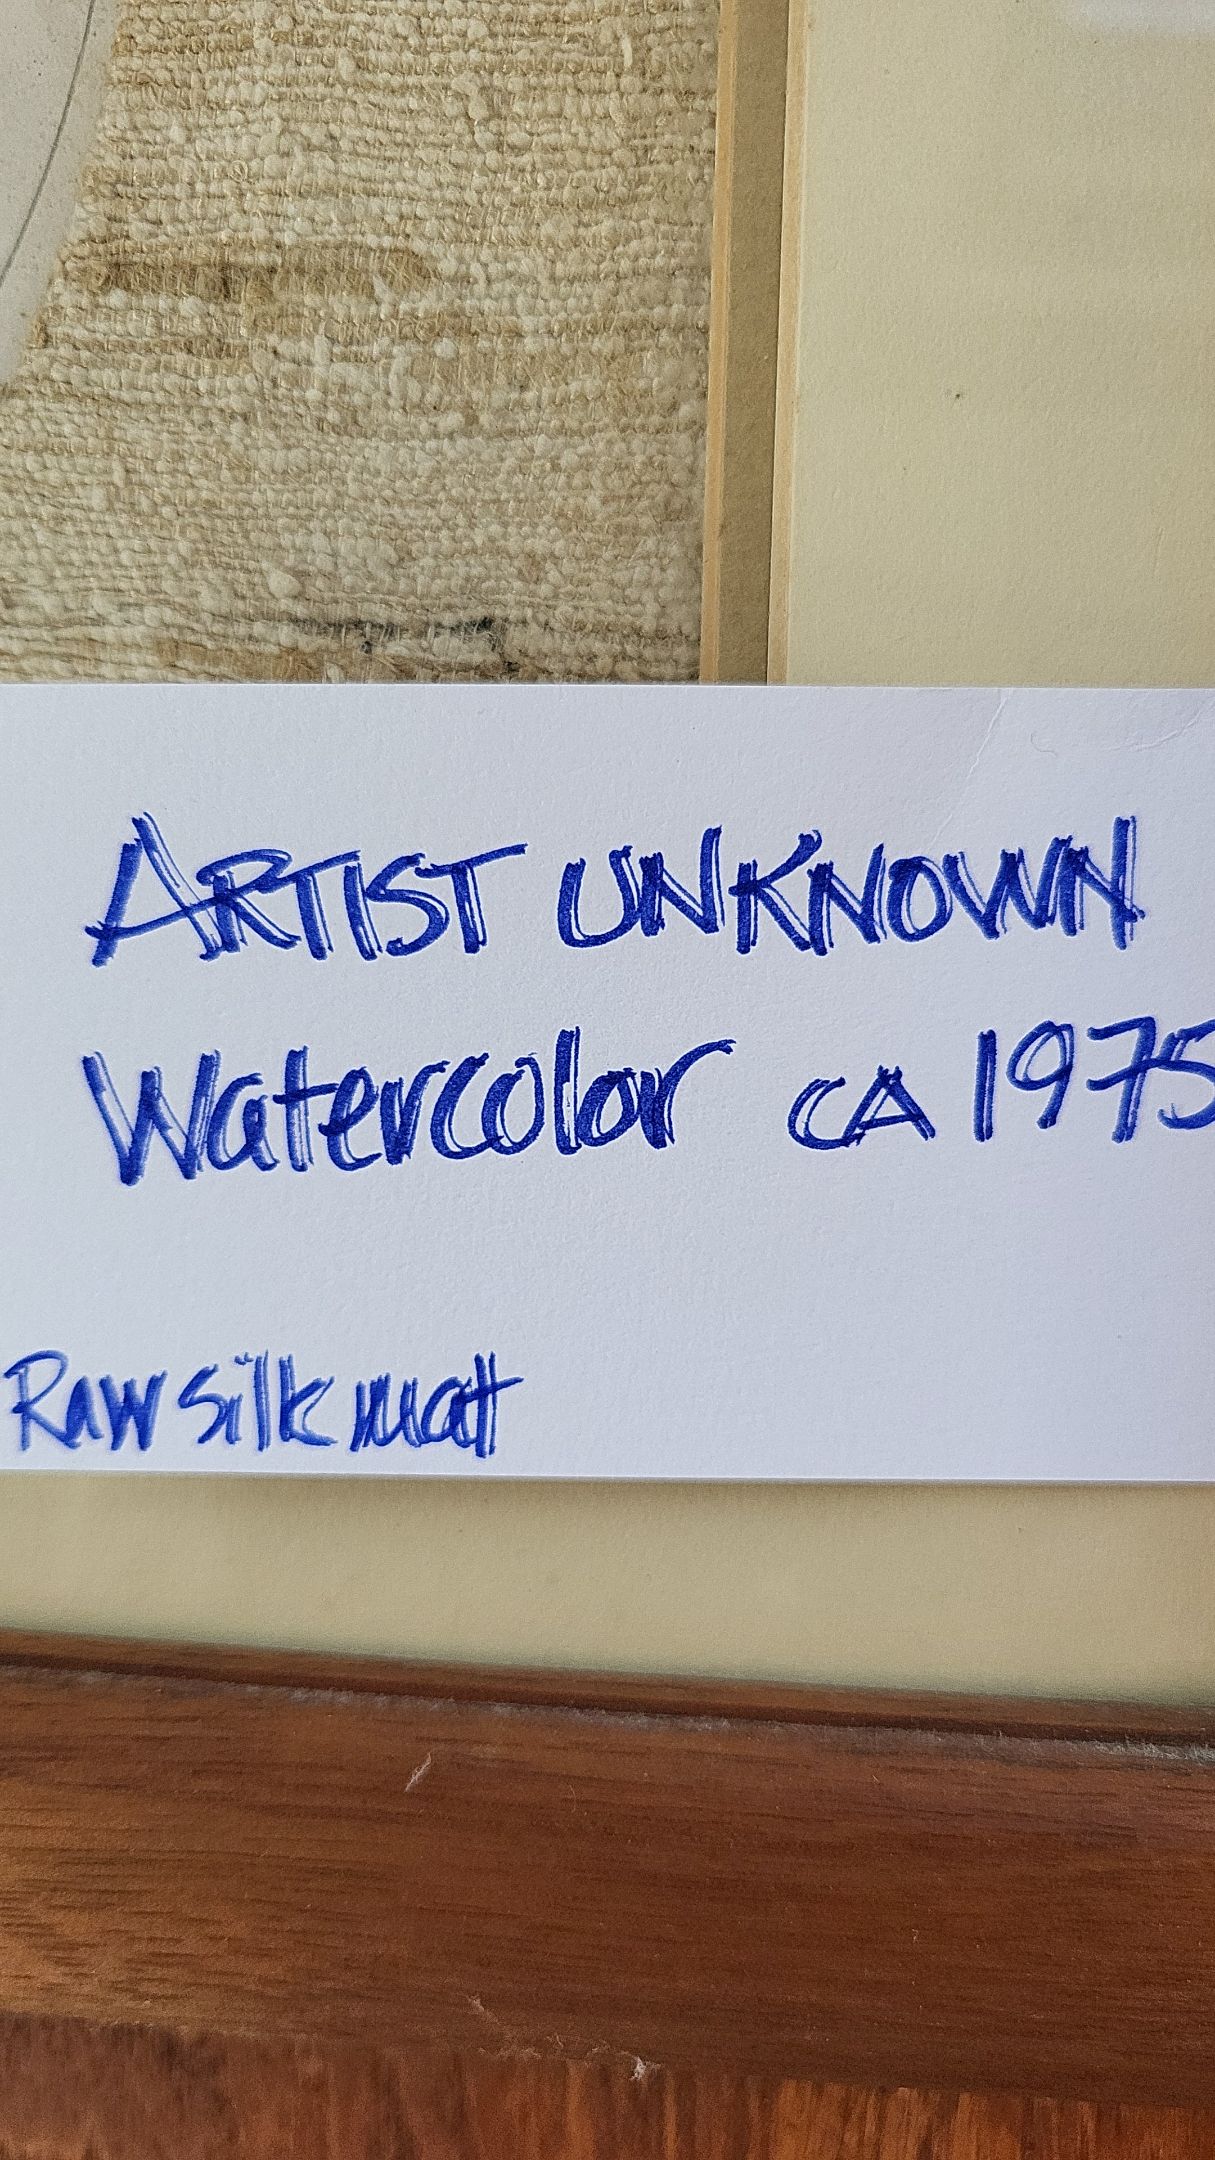 ARTIST UNKNOWN
Watercolor CA 1975
Raw silk matt